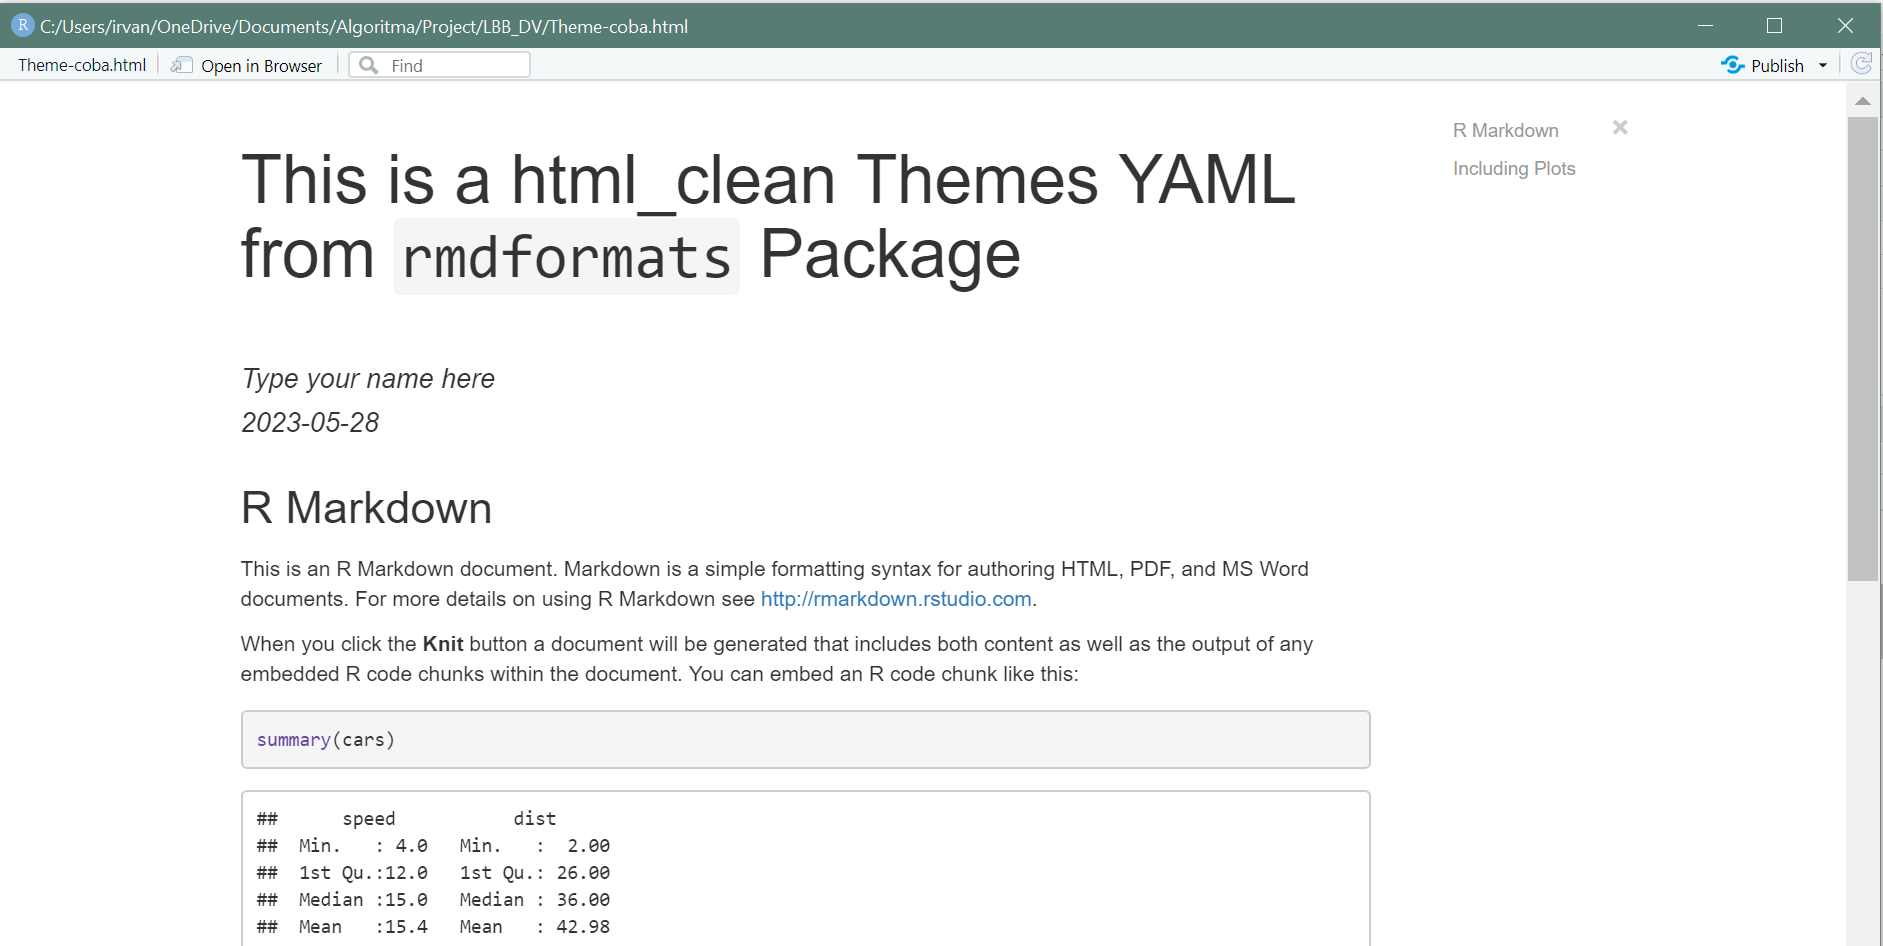 R C:/Users/irvan/OneDrive/Documents/Algoritma/Project/LBB_DV/Theme-coba.html
Theme-coba.html Open in Browser Find Publish
R Markdown
Including Plots
This is a html_clean Themes YAML
from rmdformats Package
Type your name here
2023-05-28
R Markdown
This is an R Markdown document. Markdown is a simple formatting syntax for authoring HTML, PDF, and MS Word
documents. For more details on using R Markdown see http://rmarkdown.rstudio.com.
When you click the Knit button a document will be generated that includes both content as well as the output of any
embedded R code chunks within the document. You can embed an R code chunk like this:
summary(cars)
##      speed           dist
##  Min.   : 4.0   Min.   :  2.00
##  1st Qu.:12.0   1st Qu.: 26.00
##  Median :15.0   Median : 36.00
##  Mean   :15.4   Mean   : 42.98